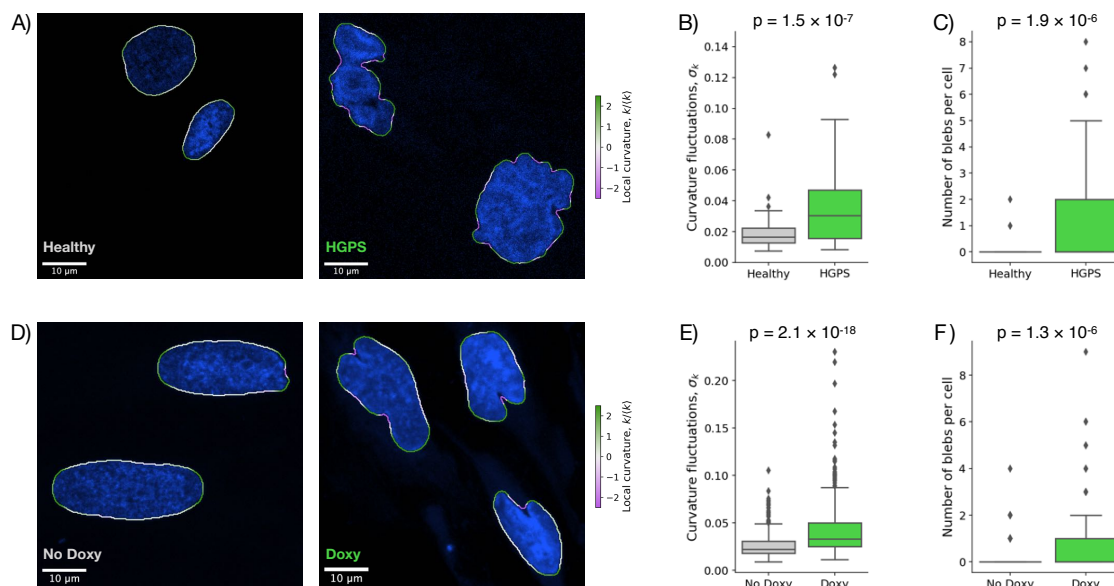 A)
Healthy
10 μm
HGPS
10 μm
2
1
0
−1
−2
Local curvature, k/⟨k⟩
B)
p = 1.5 × 10-7
0.14
0.12
0.10
0.08
0.06
0.04
0.02
0.00
Curvature fluctuations, σk
Healthy
HGPS
C)
p = 1.9 × 10-6
8
7
6
5
4
3
2
1
0
Number of blebs per cell
Healthy
HGPS
D)
No Doxy
10 μm
Doxy
10 μm
2
1
0
−1
−2
Local curvature, k/⟨k⟩
E)
p = 2.1 × 10-18
0.20
0.15
0.10
0.05
0.00
Curvature fluctuations, σk
No Doxy
Doxy
F)
p = 1.3 × 10-6
8
6
4
2
0
Number of blebs per cell
No Doxy
Doxy